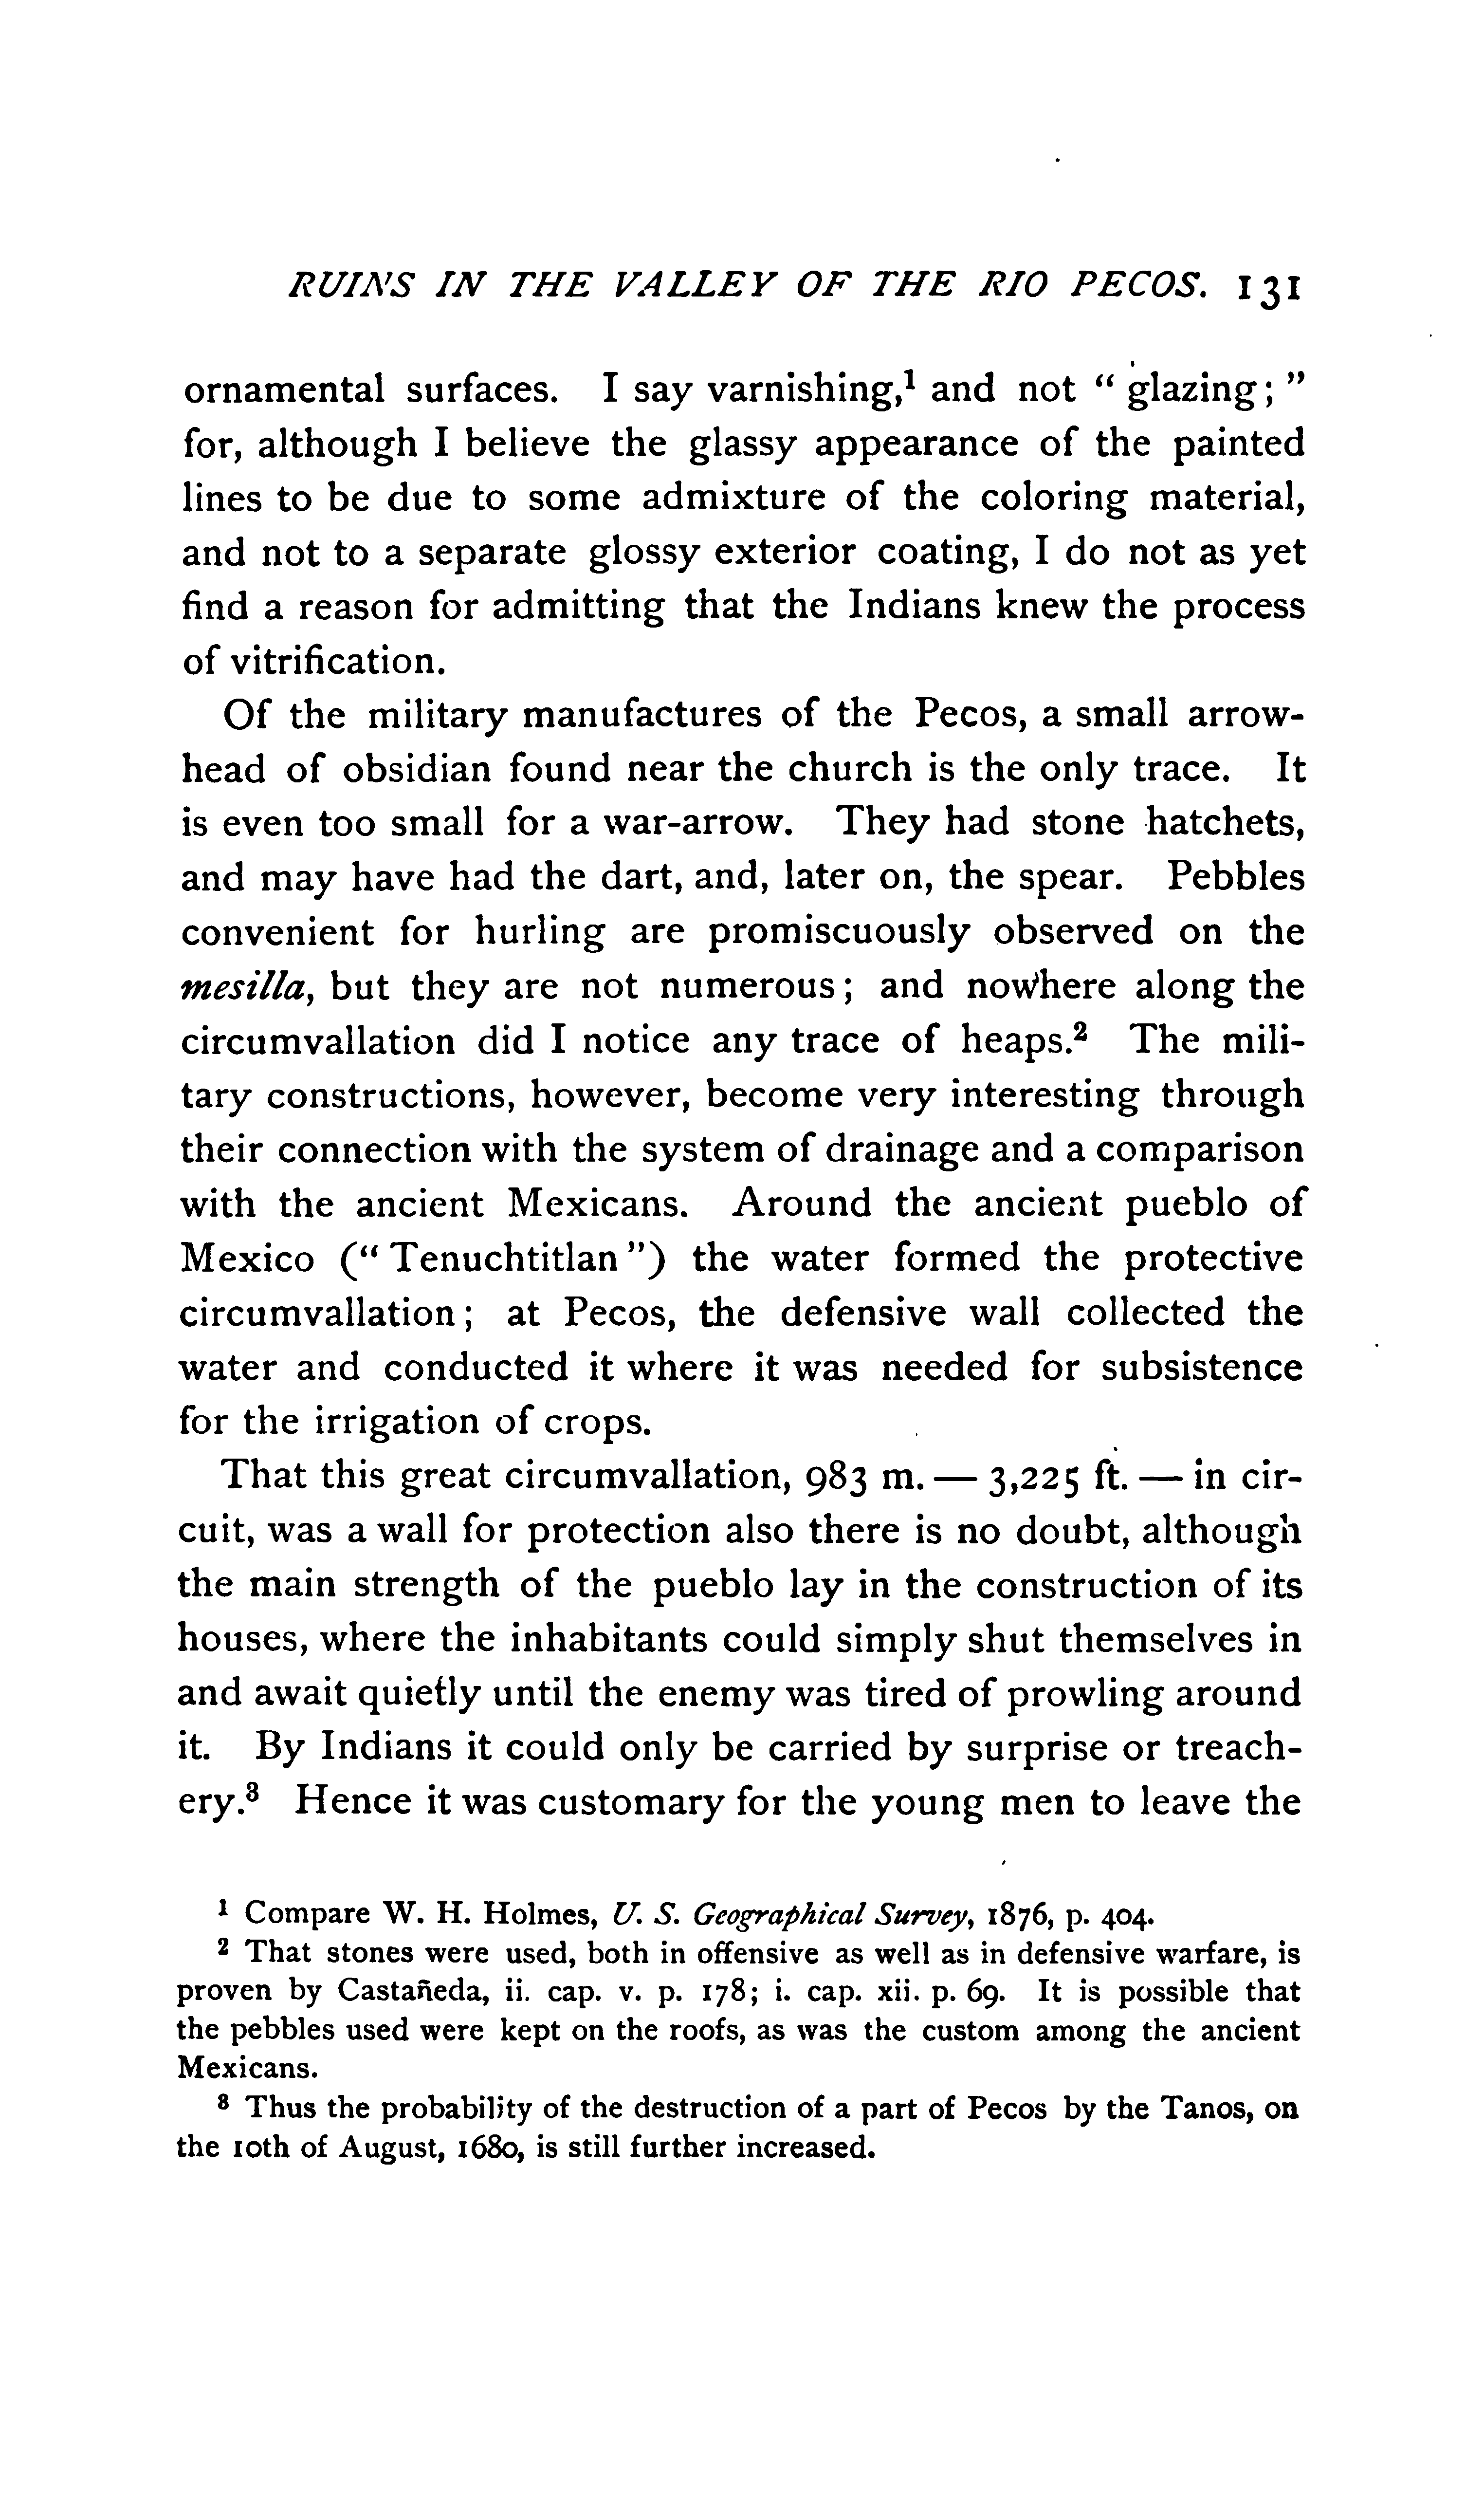 RUINS IN THE VALLEY OF THE RIO PECOS. 131
ornamental surfaces. I say varnishing,¹ and not “ glazing ; ”
for, although I believe the glassy appearance of the painted
lines to be due to some admixture of the coloring material,
and not to a separate glossy exterior coating, I do not as yet
find a reason for admitting that the Indians knew the process
of vitrification.
Of the military manufactures of the Pecos, a small arrow-
head of obsidian found near the church is the only trace. It
is even too small for a war-arrow. They had stone hatchets,
and may have had the dart, and, later on, the spear. Pebbles
convenient for hurling are promiscuously observed on the
mesilla, but they are not numerous ; and nowhere along the
circumvallation did I notice any trace of heaps.² The mili-
tary constructions, however, become very interesting through
their connection with the system of drainage and a comparison
with the ancient Mexicans. Around the ancient pueblo of
Mexico (“ Tenuchtitlan ”) the water formed the protective
circumvallation ; at Pecos, the defensive wall collected the
water and conducted it where it was needed for subsistence
for the irrigation of crops.
That this great circumvallation, 983 m. — 3,225 ft. — in cir-
cuit, was a wall for protection also there is no doubt, although
the main strength of the pueblo lay in the construction of its
houses, where the inhabitants could simply shut themselves in
and await quietly until the enemy was tired of prowling around
it. By Indians it could only be carried by surprise or treach-
ery.³ Hence it was customary for the young men to leave the
¹ Compare W. H. Holmes, U. S. Geographical Survey, 1876, p. 404.
² That stones were used, both in offensive as well as in defensive warfare, is
proven by Castañeda, ii. cap. v. p. 178; i. cap. xii. p. 69. It is possible that
the pebbles used were kept on the roofs, as was the custom among the ancient
Mexicans.
³ Thus the probability of the destruction of a part of Pecos by the Tanos, on
the 10th of August, 1680, is still further increased.